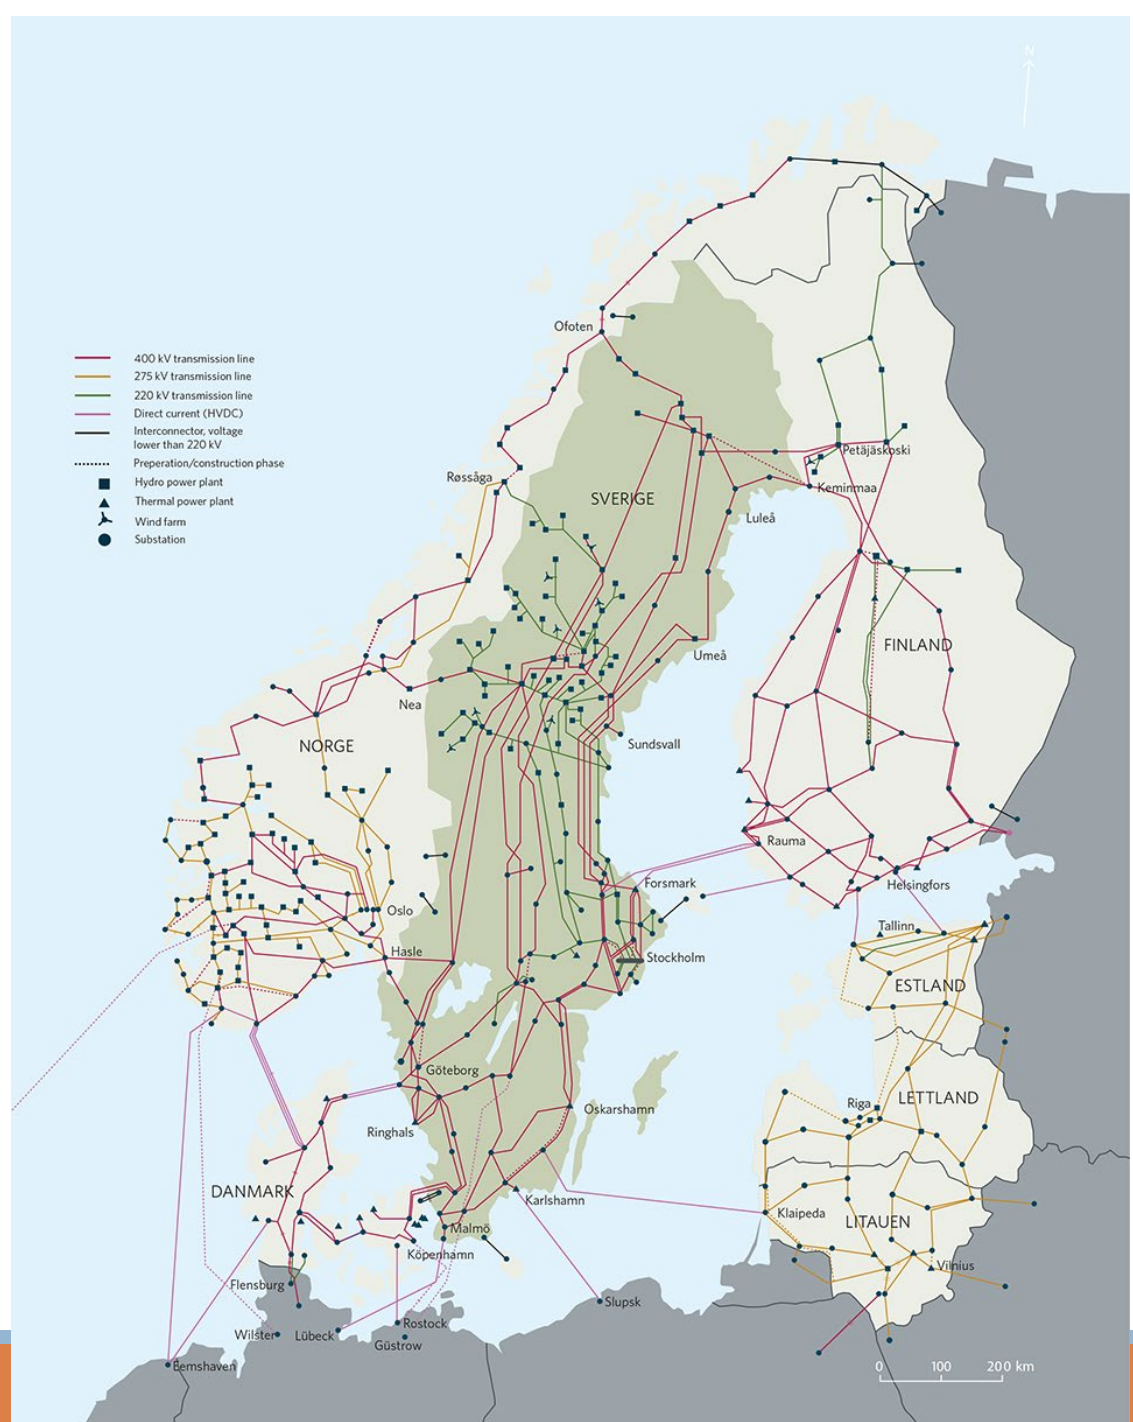 N
Ofoten
400 kV transmission line
275 kV transmission line
220 kV transmission line
Direct current (HVDC)
Interconnector, voltage
lower than 220 kV
Preperation/construction phase
Hydro power plant
Thermal power plant
Wind farm
Substation
Petäjäskoski
Røssåga
Keminmaa
SVERIGE
Luleå
FINLAND
Umeå
Nea
Sundsvall
NORGE
Rauma
Forsmark
Helsingfors
Oslo
Tallinn
Hasle
Stockholm
ESTLAND
Göteborg
LETTLAND
Riga
Oskarshamn
Ringhals
DANMARK
Karlshamn
Klaipeda
LITAUEN
Malmö
Köpenhamn
Vilnius
Flensburg
Slupsk
Rostock
Wilster
Lübeck
Güstrow
Eemshaven
0 100 200 km